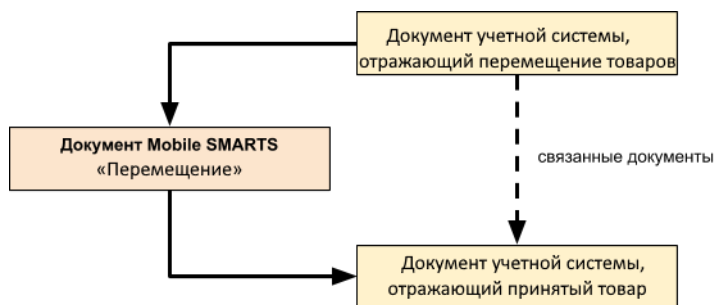 Документ учетной системы,
отражающий перемещение товаров
Документ Mobile SMARTS
«Перемещение»
связанные документы
Документ учетной системы,
отражающий принятый товар